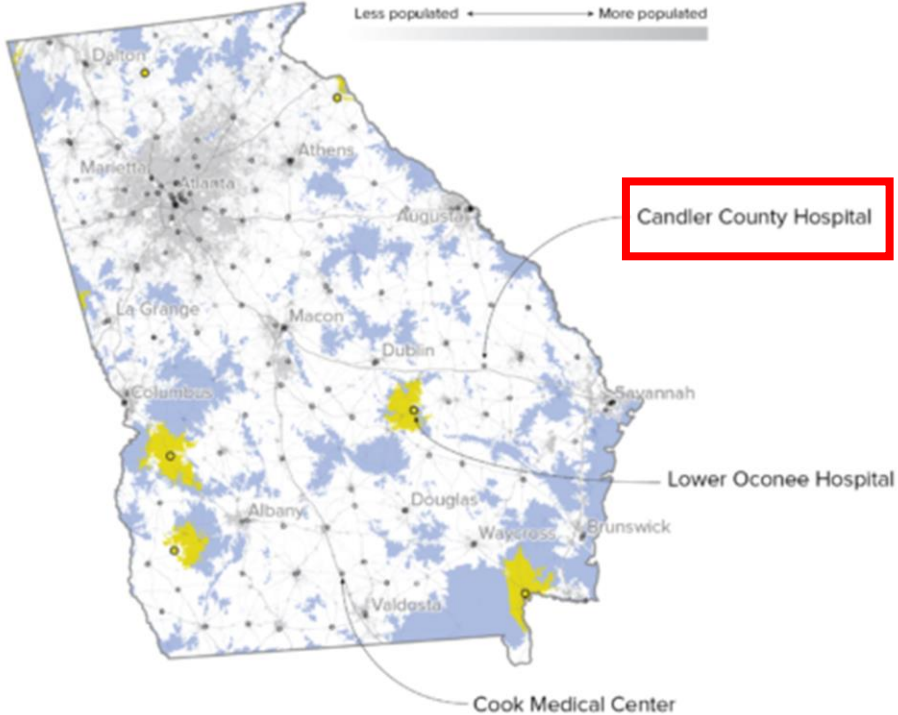 Less populated
More populated
Dalton
Athens
Marietta
Atlanta
Candler County Hospital
Augusta
La Grange
Macon
Dublin
Columbus
Savannah
Lower Oconee Hospital
Douglas
Albany
Waycross
Brunswick
Valdosta
Cook Medical Center